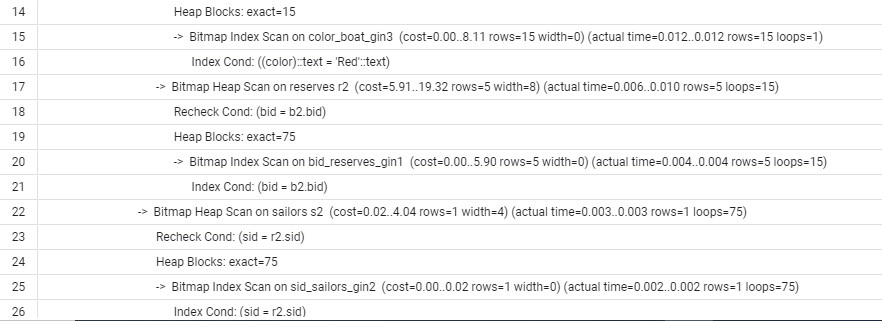 14 Heap Blocks: exact=15
15 -> Bitmap Index Scan on color_boat_gin3 (cost=0.00..8.11 rows=15 width=0) (actual time=0.012..0.012 rows=15 loops=1)
16 Index Cond: ((color)::text = 'Red'::text)
17 -> Bitmap Heap Scan on reserves r2 (cost=5.91..19.32 rows=5 width=8) (actual time=0.006..0.010 rows=5 loops=15)
18 Recheck Cond: (bid = b2.bid)
19 Heap Blocks: exact=75
20 -> Bitmap Index Scan on bid_reserves_gin1 (cost=0.00..5.90 rows=5 width=0) (actual time=0.004..0.004 rows=5 loops=15)
21 Index Cond: (bid = b2.bid)
22 -> Bitmap Heap Scan on sailors s2 (cost=0.02..4.04 rows=1 width=4) (actual time=0.003..0.003 rows=1 loops=75)
23 Recheck Cond: (sid = r2.sid)
24 Heap Blocks: exact=75
25 -> Bitmap Index Scan on sid_sailors_gin2 (cost=0.00..0.02 rows=1 width=0) (actual time=0.002..0.002 rows=1 loops=75)
26 Index Cond: (sid = r2.sid)